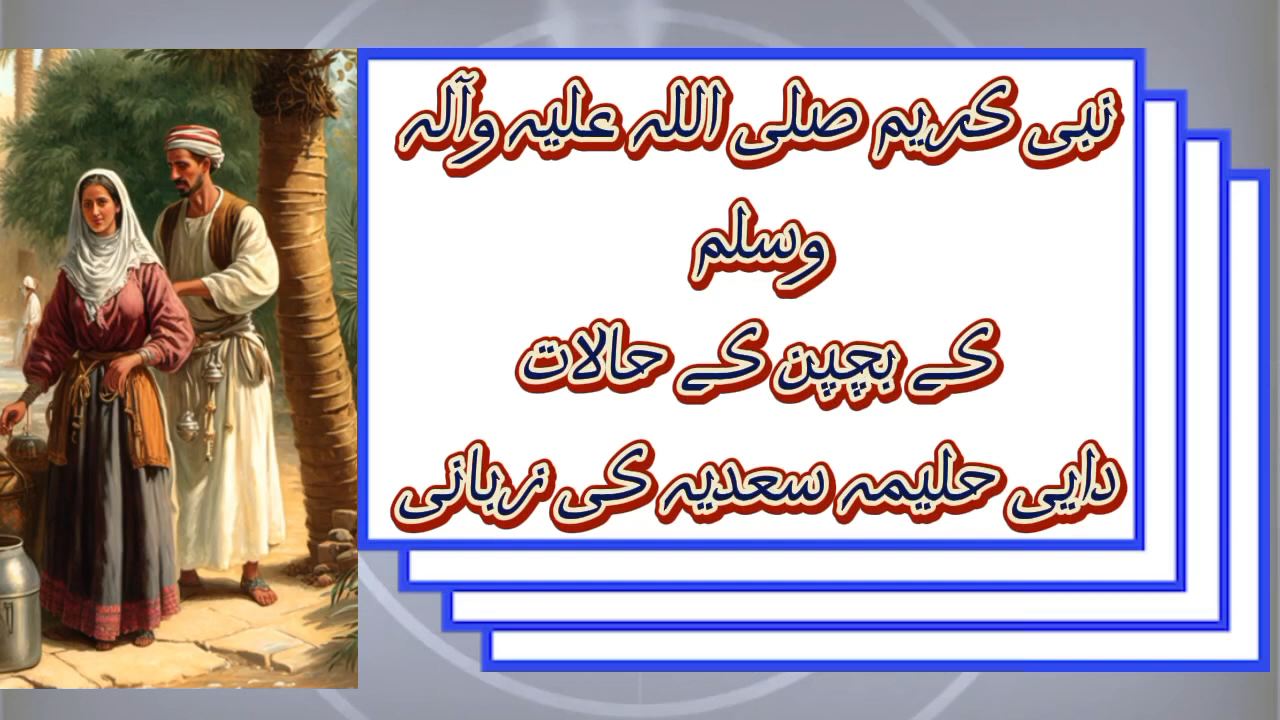 نبی کریم صلی اللہ علیہ وآلہ
وسلم
کے بچپن کے حالات
دایی حلیمہ سعدیہ کی زبانی